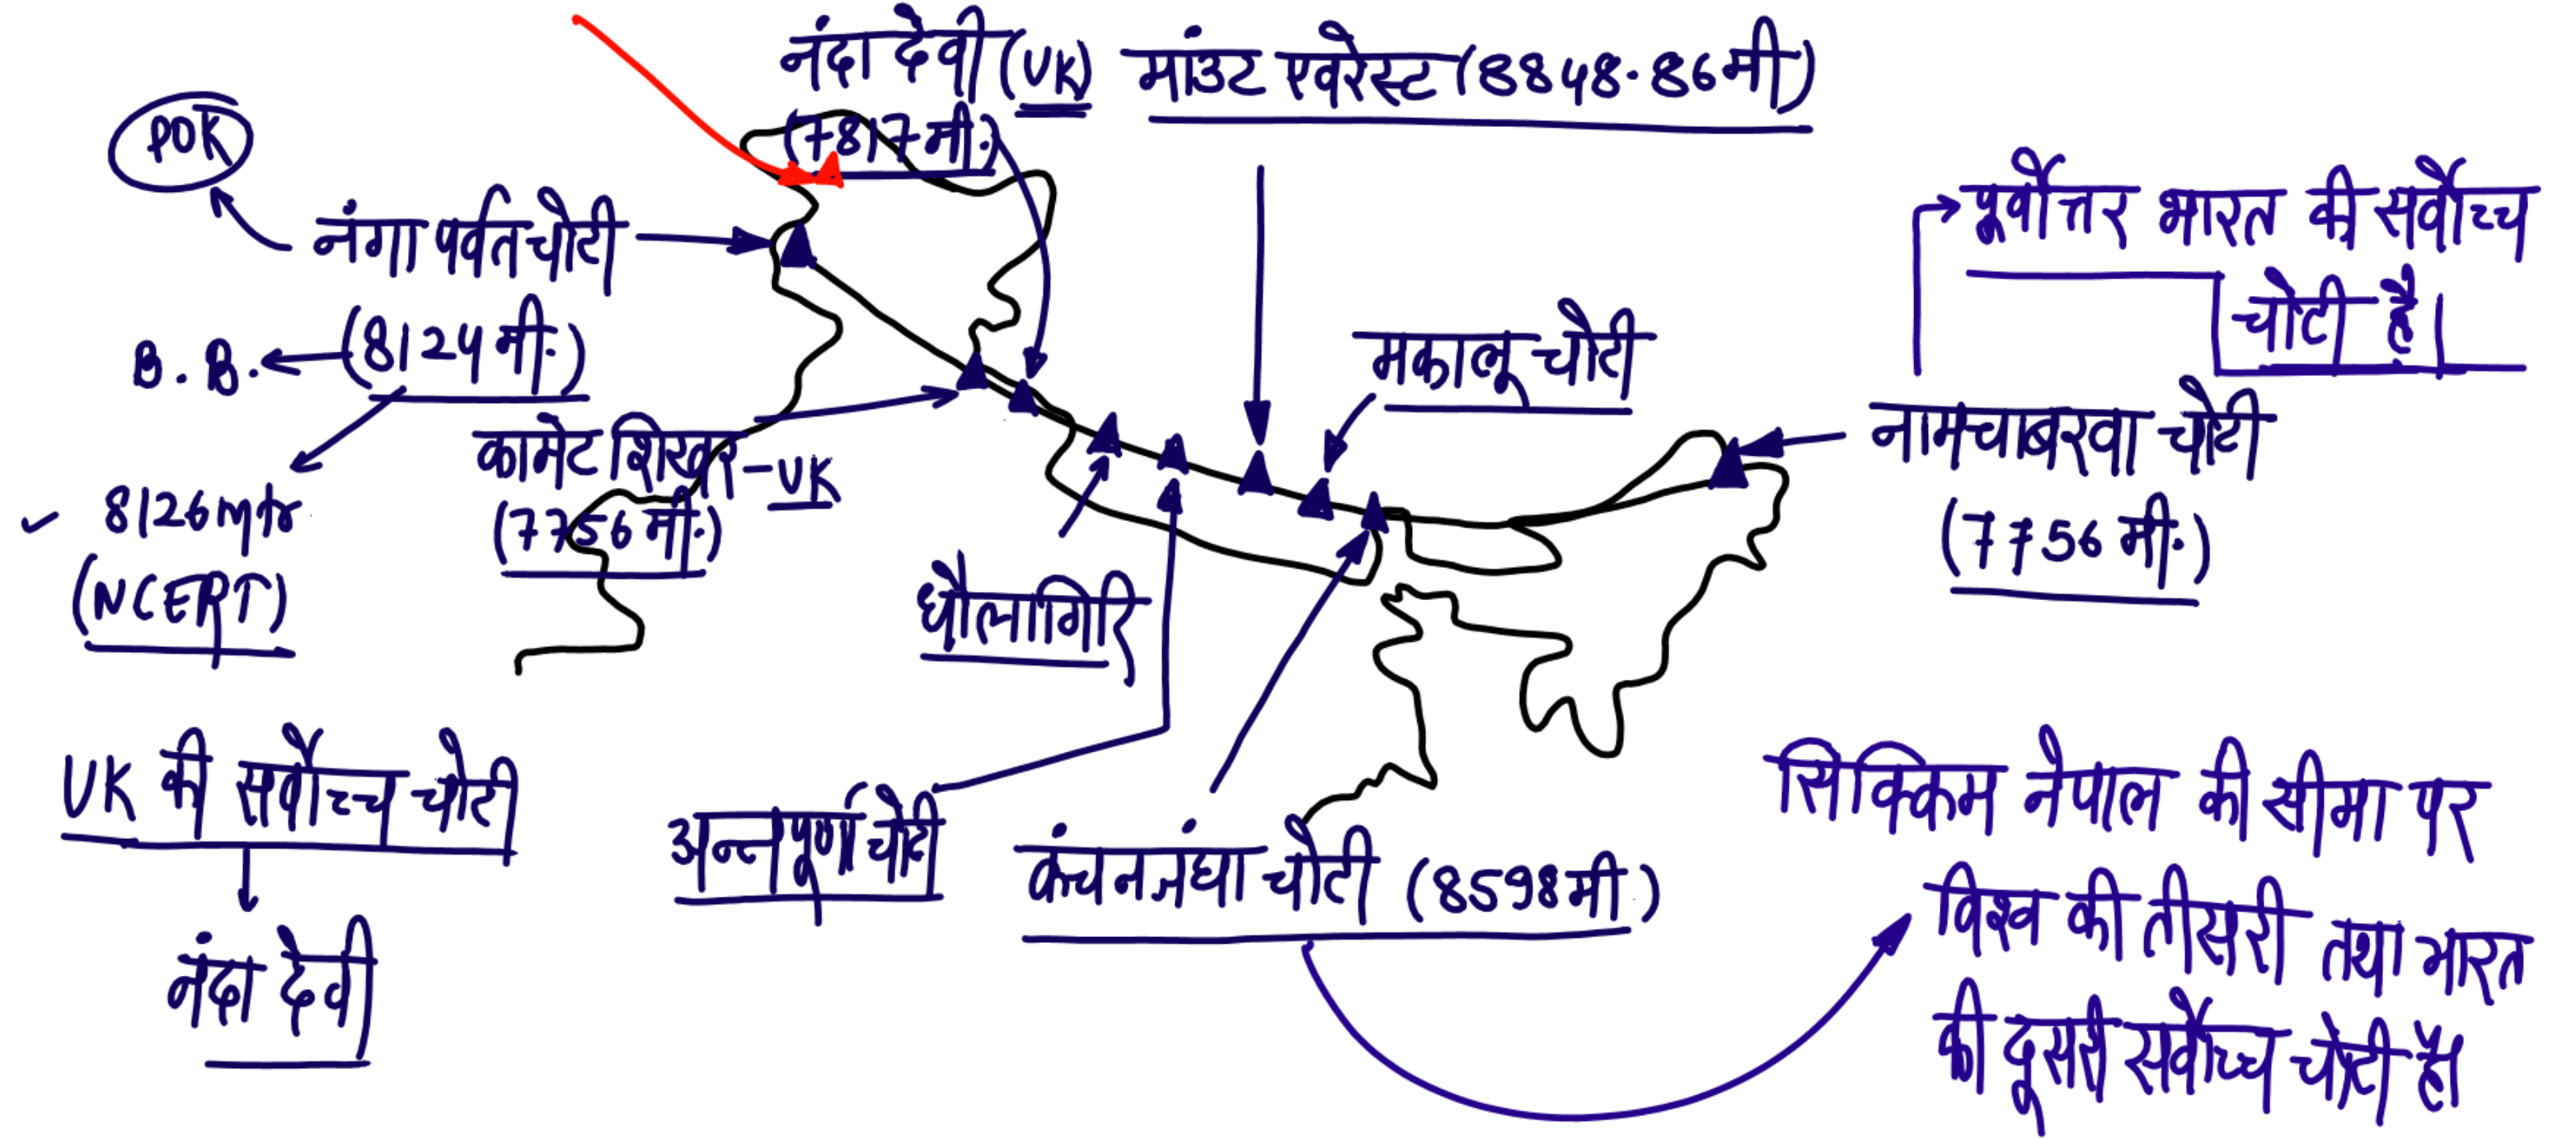 नंदा देवी (UK)
(7817 मी.)
माउंट एवरेस्ट (8848.86 मी)
POK
नंगा पर्वत चोटी
(8124 मी.)
B.B.
8126 mtr
(NCERT)
कामेट शिखर - UK
(7756 मी.)
मकालू चोटी
पूर्वोत्तर भारत की सर्वोच्च
चोटी है।
नामचाबरवा चोटी
(7756 मी.)
धौलागिरि
UK की सर्वोच्च चोटी
नंदा देवी
अन्नपूर्णा चोटी
कंचनजंघा चोटी (8598 मी.)
सिक्किम नेपाल की सीमा पर
विश्व की तीसरी तथा भारत
की दूसरी सर्वोच्च चोटी है।